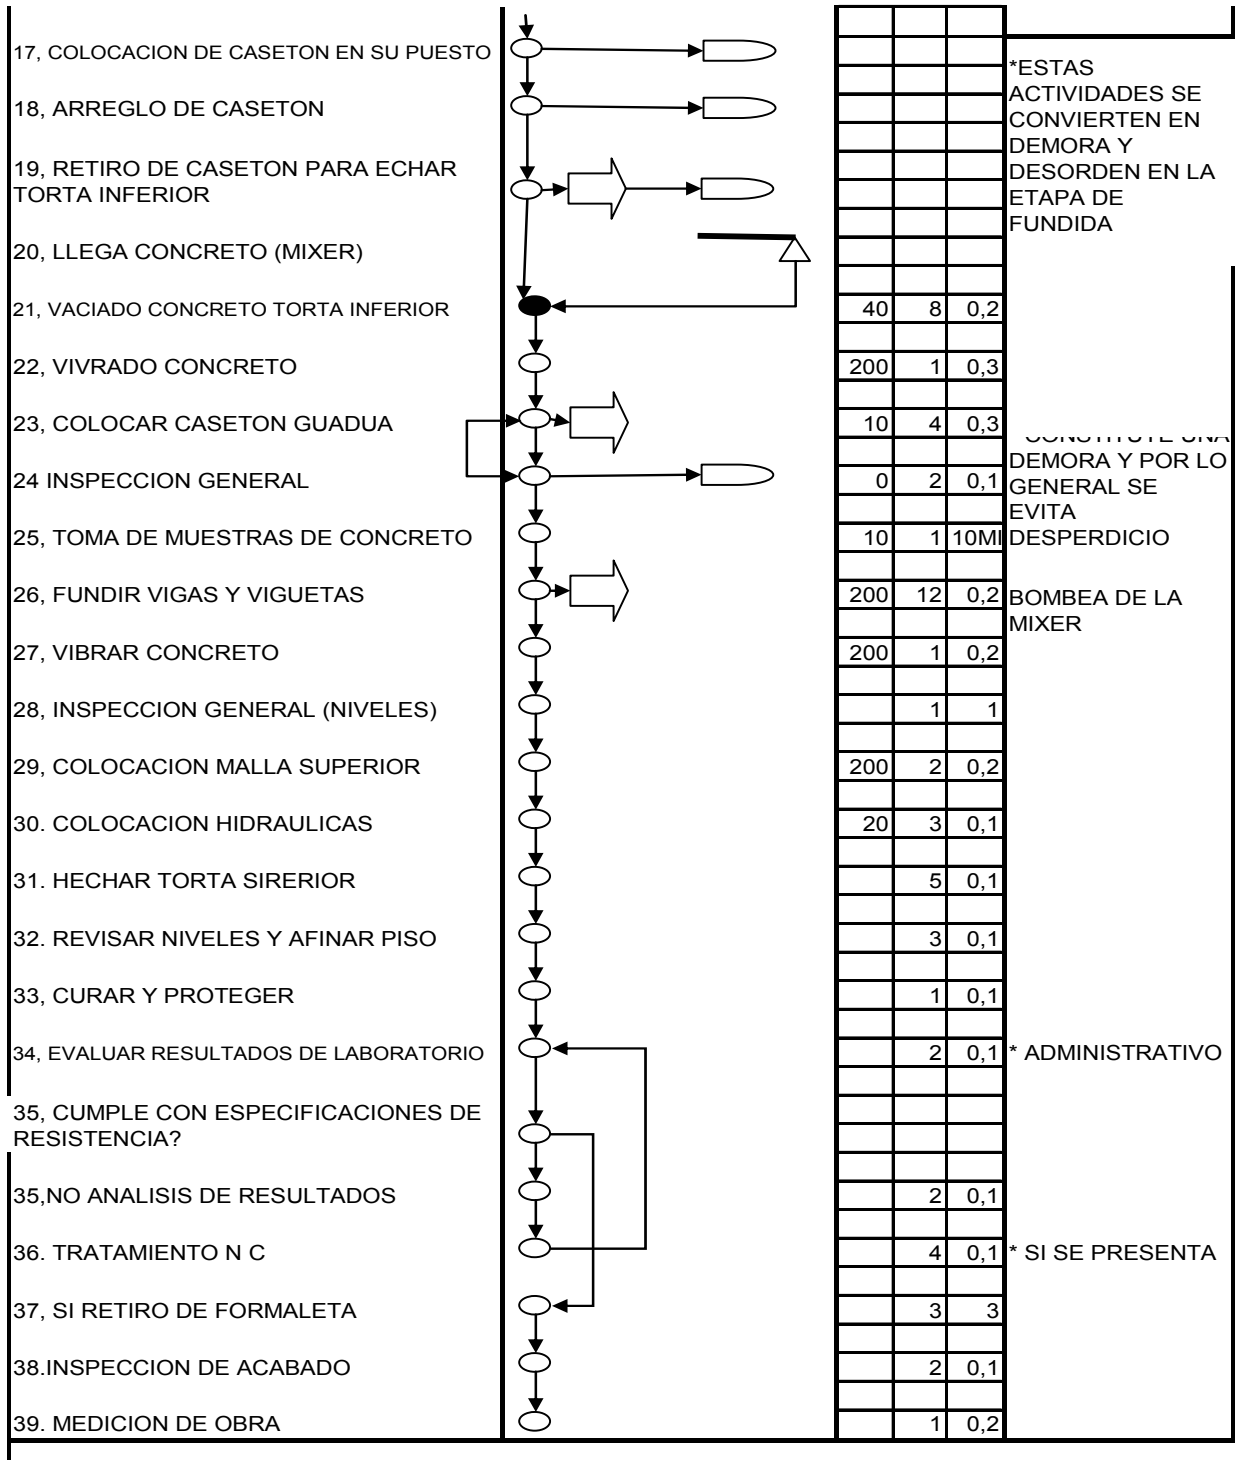 17, COLOCACION DE CASETON EN SU PUESTO
*ESTAS
ACTIVIDADES SE
CONVIERTEN EN
DEMORA Y
DESORDEN EN LA
ETAPA DE
FUNDIDA
18, ARREGLO DE CASETON
19, RETIRO DE CASETON PARA ECHAR
TORTA INFERIOR
20, LLEGA CONCRETO (MIXER)
21, VACIADO CONCRETO TORTA INFERIOR 40 8 0,2
22, VIVRADO CONCRETO 200 1 0,3
23, COLOCAR CASETON GUADUA 10 4 0,3
DEMORA Y POR LO
GENERAL SE
EVITA
DESPERDICIO
24 INSPECCION GENERAL 0 2 0,1
25, TOMA DE MUESTRAS DE CONCRETO 10 1 10MI
26, FUNDIR VIGAS Y VIGUETAS 200 12 0,2
BOMBEA DE LA
MIXER
27, VIBRAR CONCRETO 200 1 0,2
28, INSPECCION GENERAL (NIVELES) 1 1
29, COLOCACION MALLA SUPERIOR 200 2 0,2
30. COLOCACION HIDRAULICAS 20 3 0,1
31. HECHAR TORTA SIRERIOR 5 0,1
32. REVISAR NIVELES Y AFINAR PISO 3 0,1
33, CURAR Y PROTEGER 1 0,1
34, EVALUAR RESULTADOS DE LABORATORIO 2 0,1 * ADMINISTRATIVO
35, CUMPLE CON ESPECIFICACIONES DE
RESISTENCIA?
35,NO ANALISIS DE RESULTADOS 2 0,1
36. TRATAMIENTO N C 4 0,1 * SI SE PRESENTA
37, SI RETIRO DE FORMALETA 3 3
38.INSPECCION DE ACABADO 2 0,1
39. MEDICION DE OBRA 1 0,2